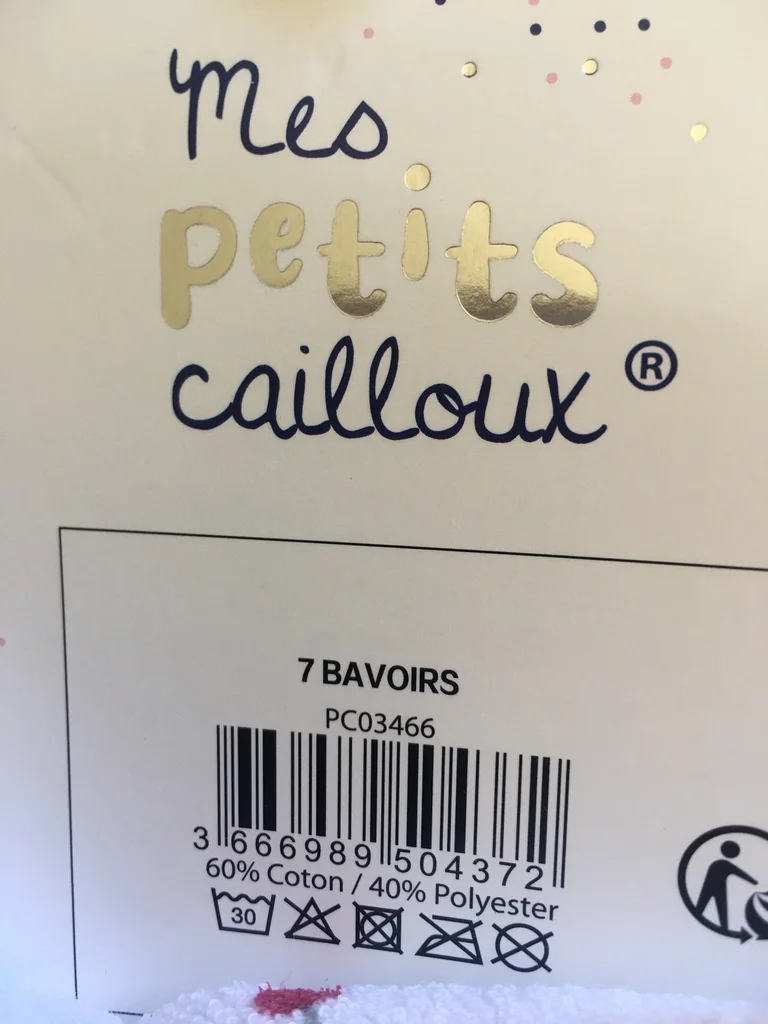 Mes
petits
cailloux ®
7 BAVOIRS
PC03466
3 666989 504372
60% Coton / 40% Polyester
30